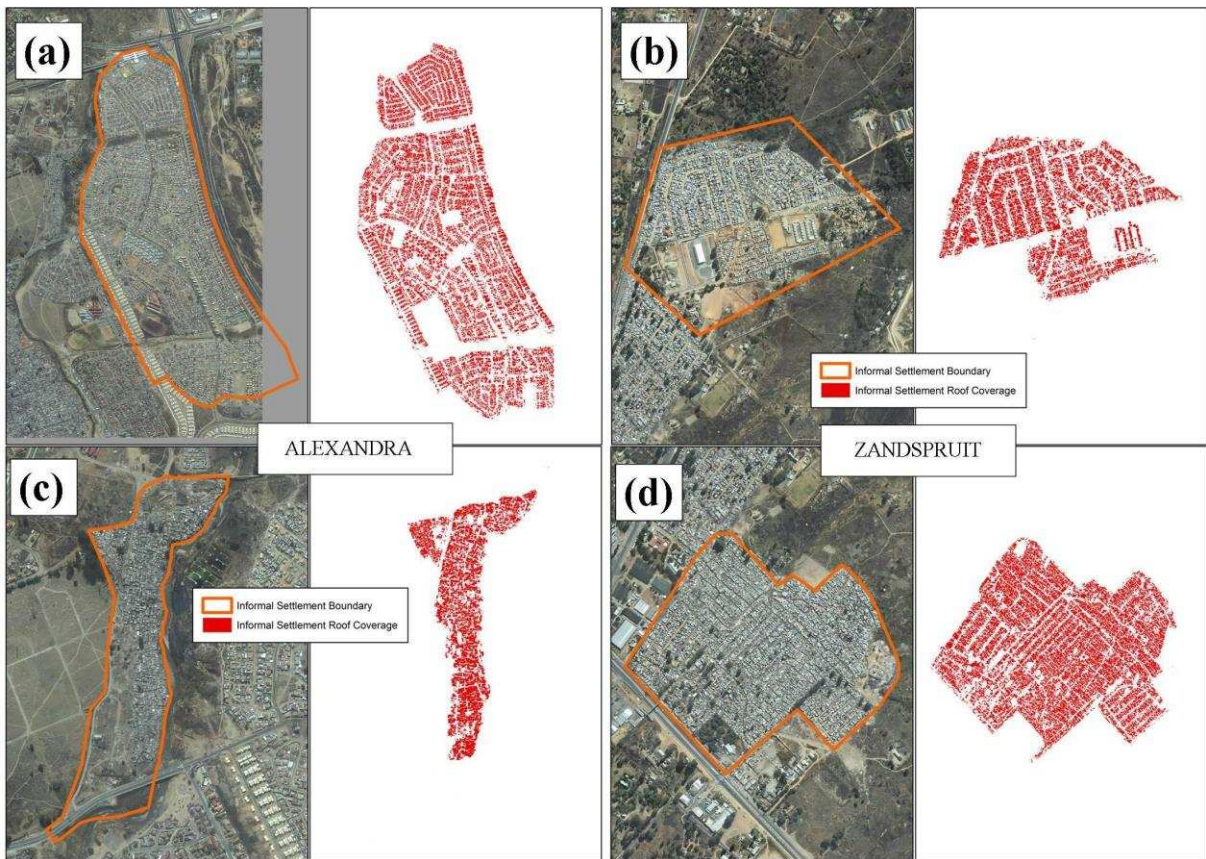 (a)
(b)
Informal Settlement Boundary
Informal Settlement Roof Coverage
ALEXANDRA
ZANDSPRUIT
(c)
(d)
Informal Settlement Boundary
Informal Settlement Roof Coverage